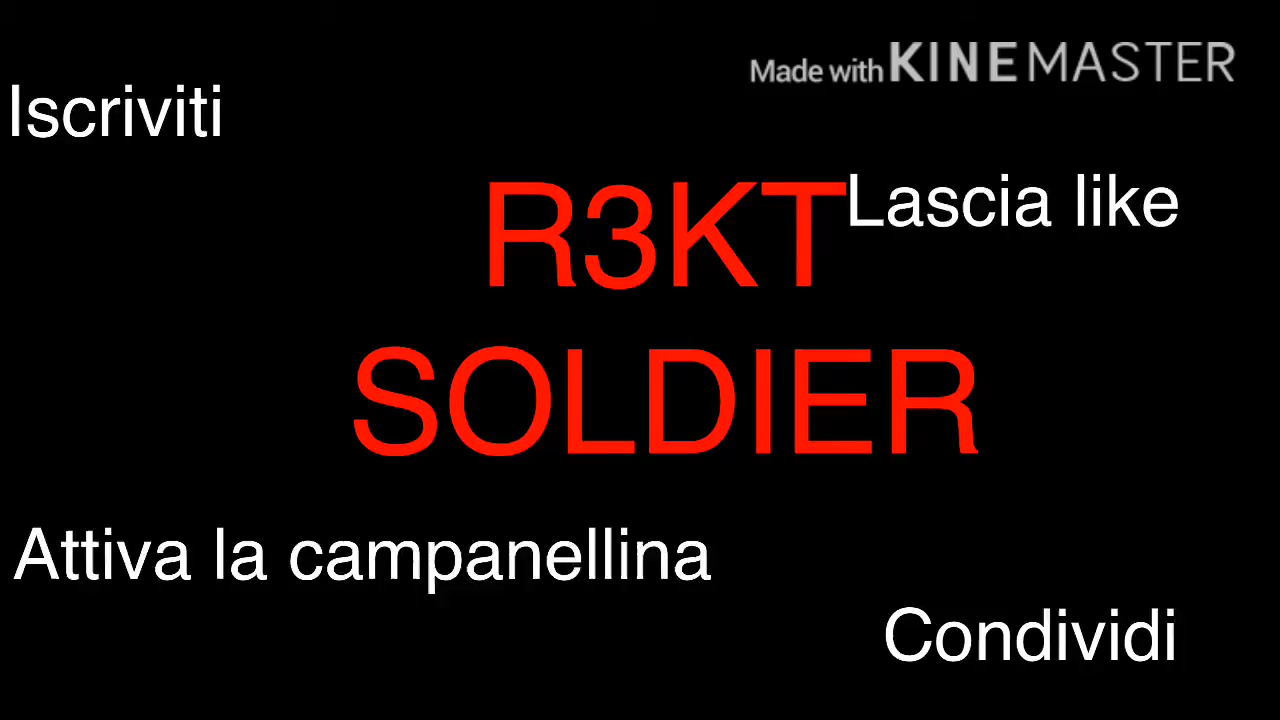 Made with KINEMASTER
Iscriviti
Lascia like
R3KT
SOLDIER
Attiva la campanellina
Condividi